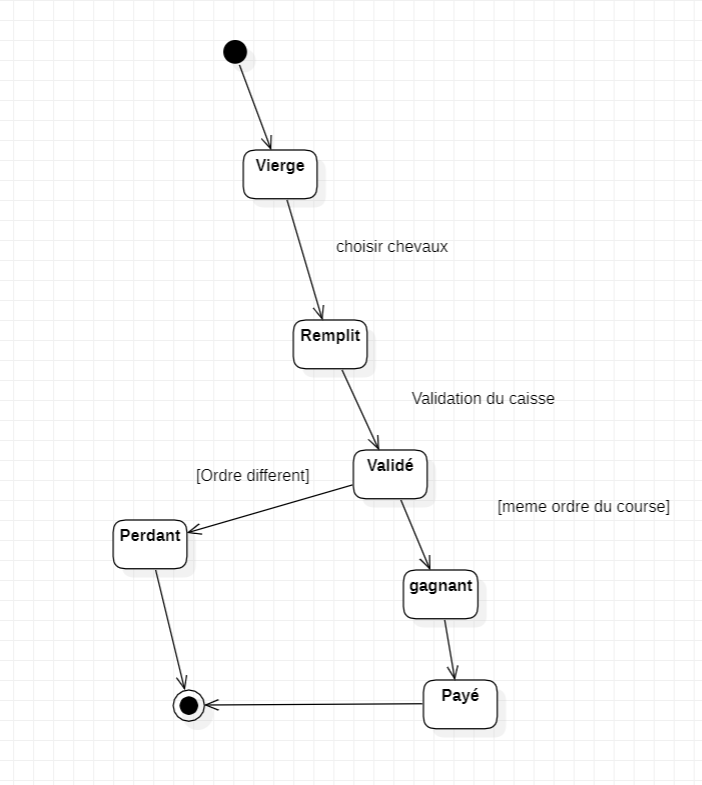 Vierge
choisir chevaux
Remplit
Validation du caisse
Validé
[Ordre different]
[meme ordre du course]
Perdant
gagnant
Payé